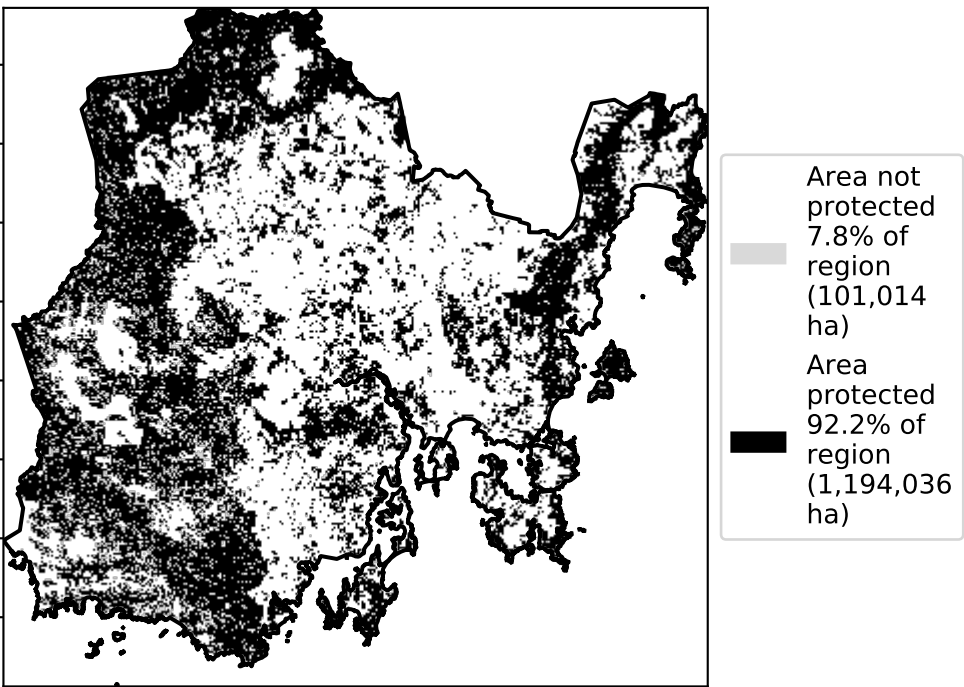 Area not
protected
7.8% of
region
(101,014
ha)
Area
protected
92.2% of
region
(1,194,036
ha)